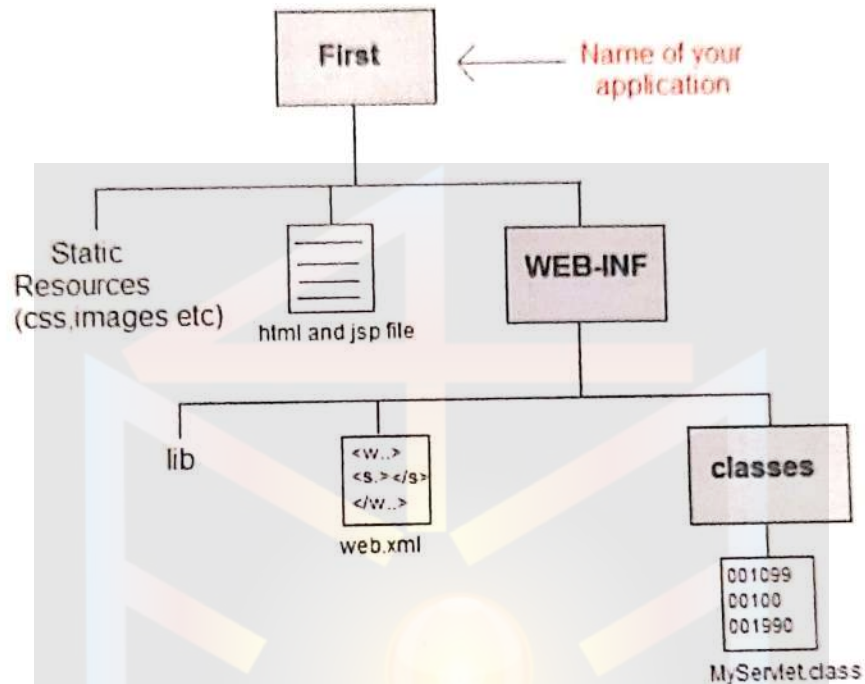 First
Name of your
application
Static
Resources
(css,images etc)
html and jsp file
WEB-INF
lib
<w..>
<s.></s>
</w..>
web.xml
classes
001099
00100
001990
MyServlet.class